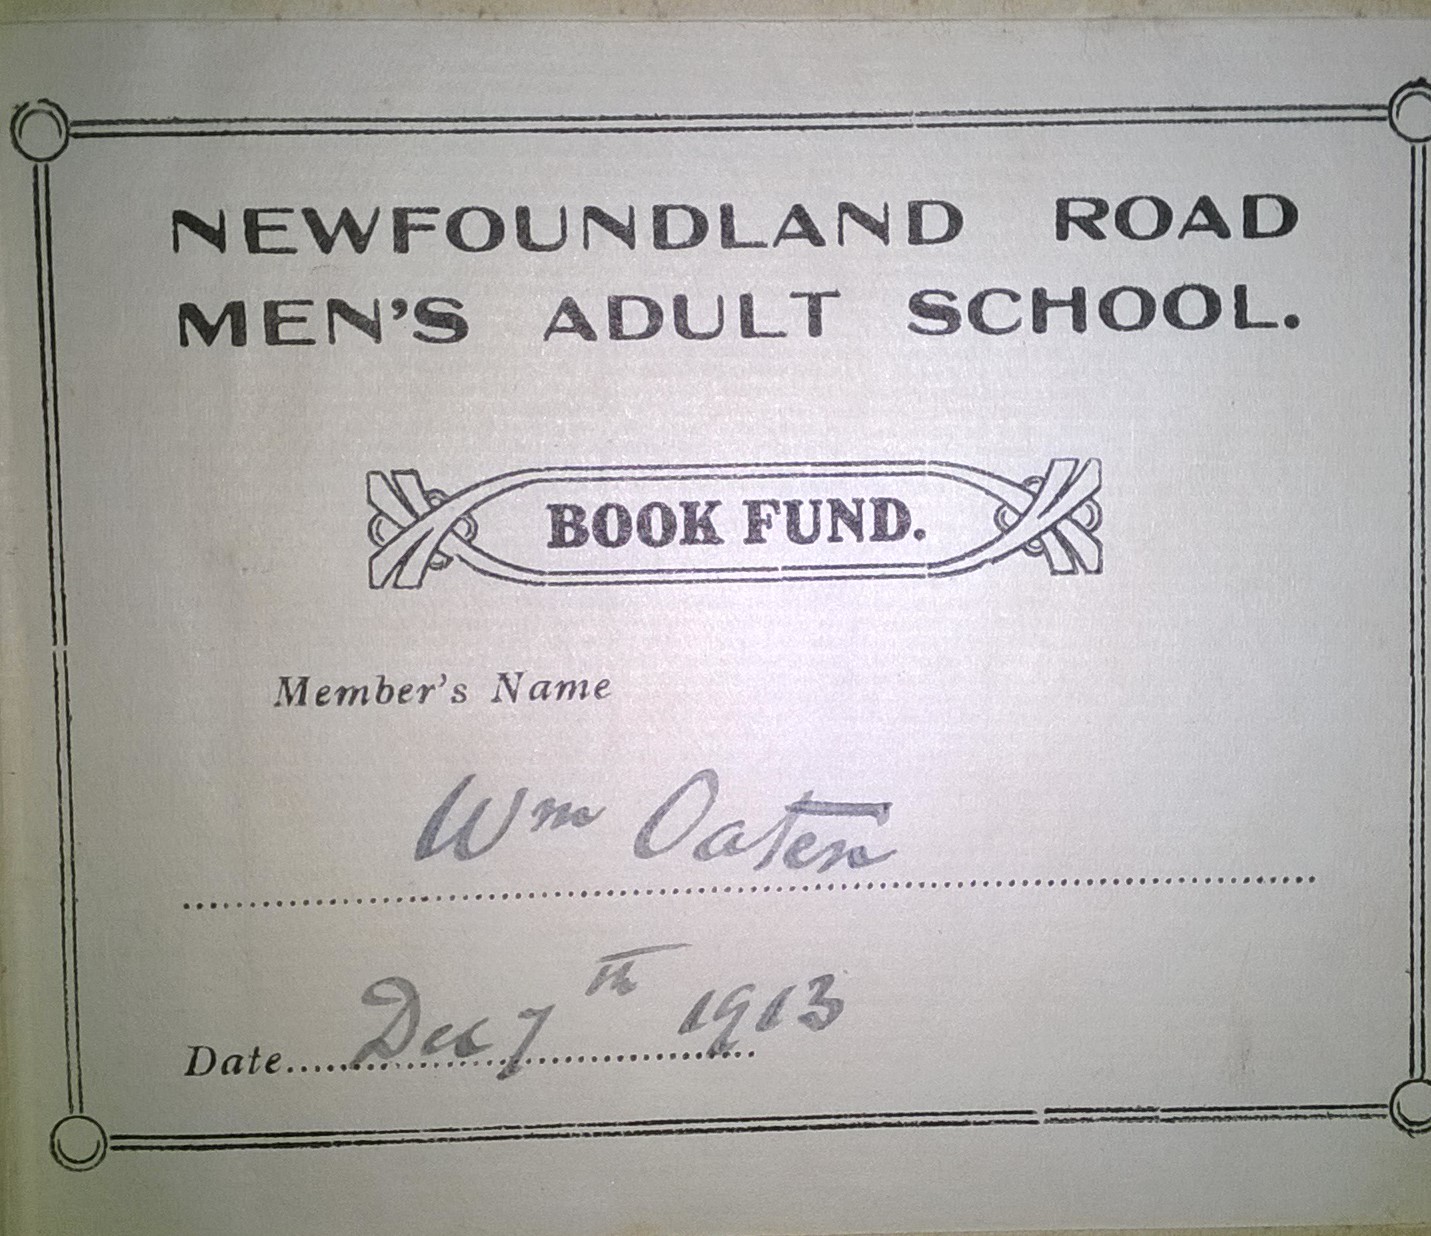 NEWFOUNDLAND ROAD
MEN'S ADULT SCHOOL.
BOOK FUND.
Member's Name
Wm Oaten
Date Dec 7th 1913